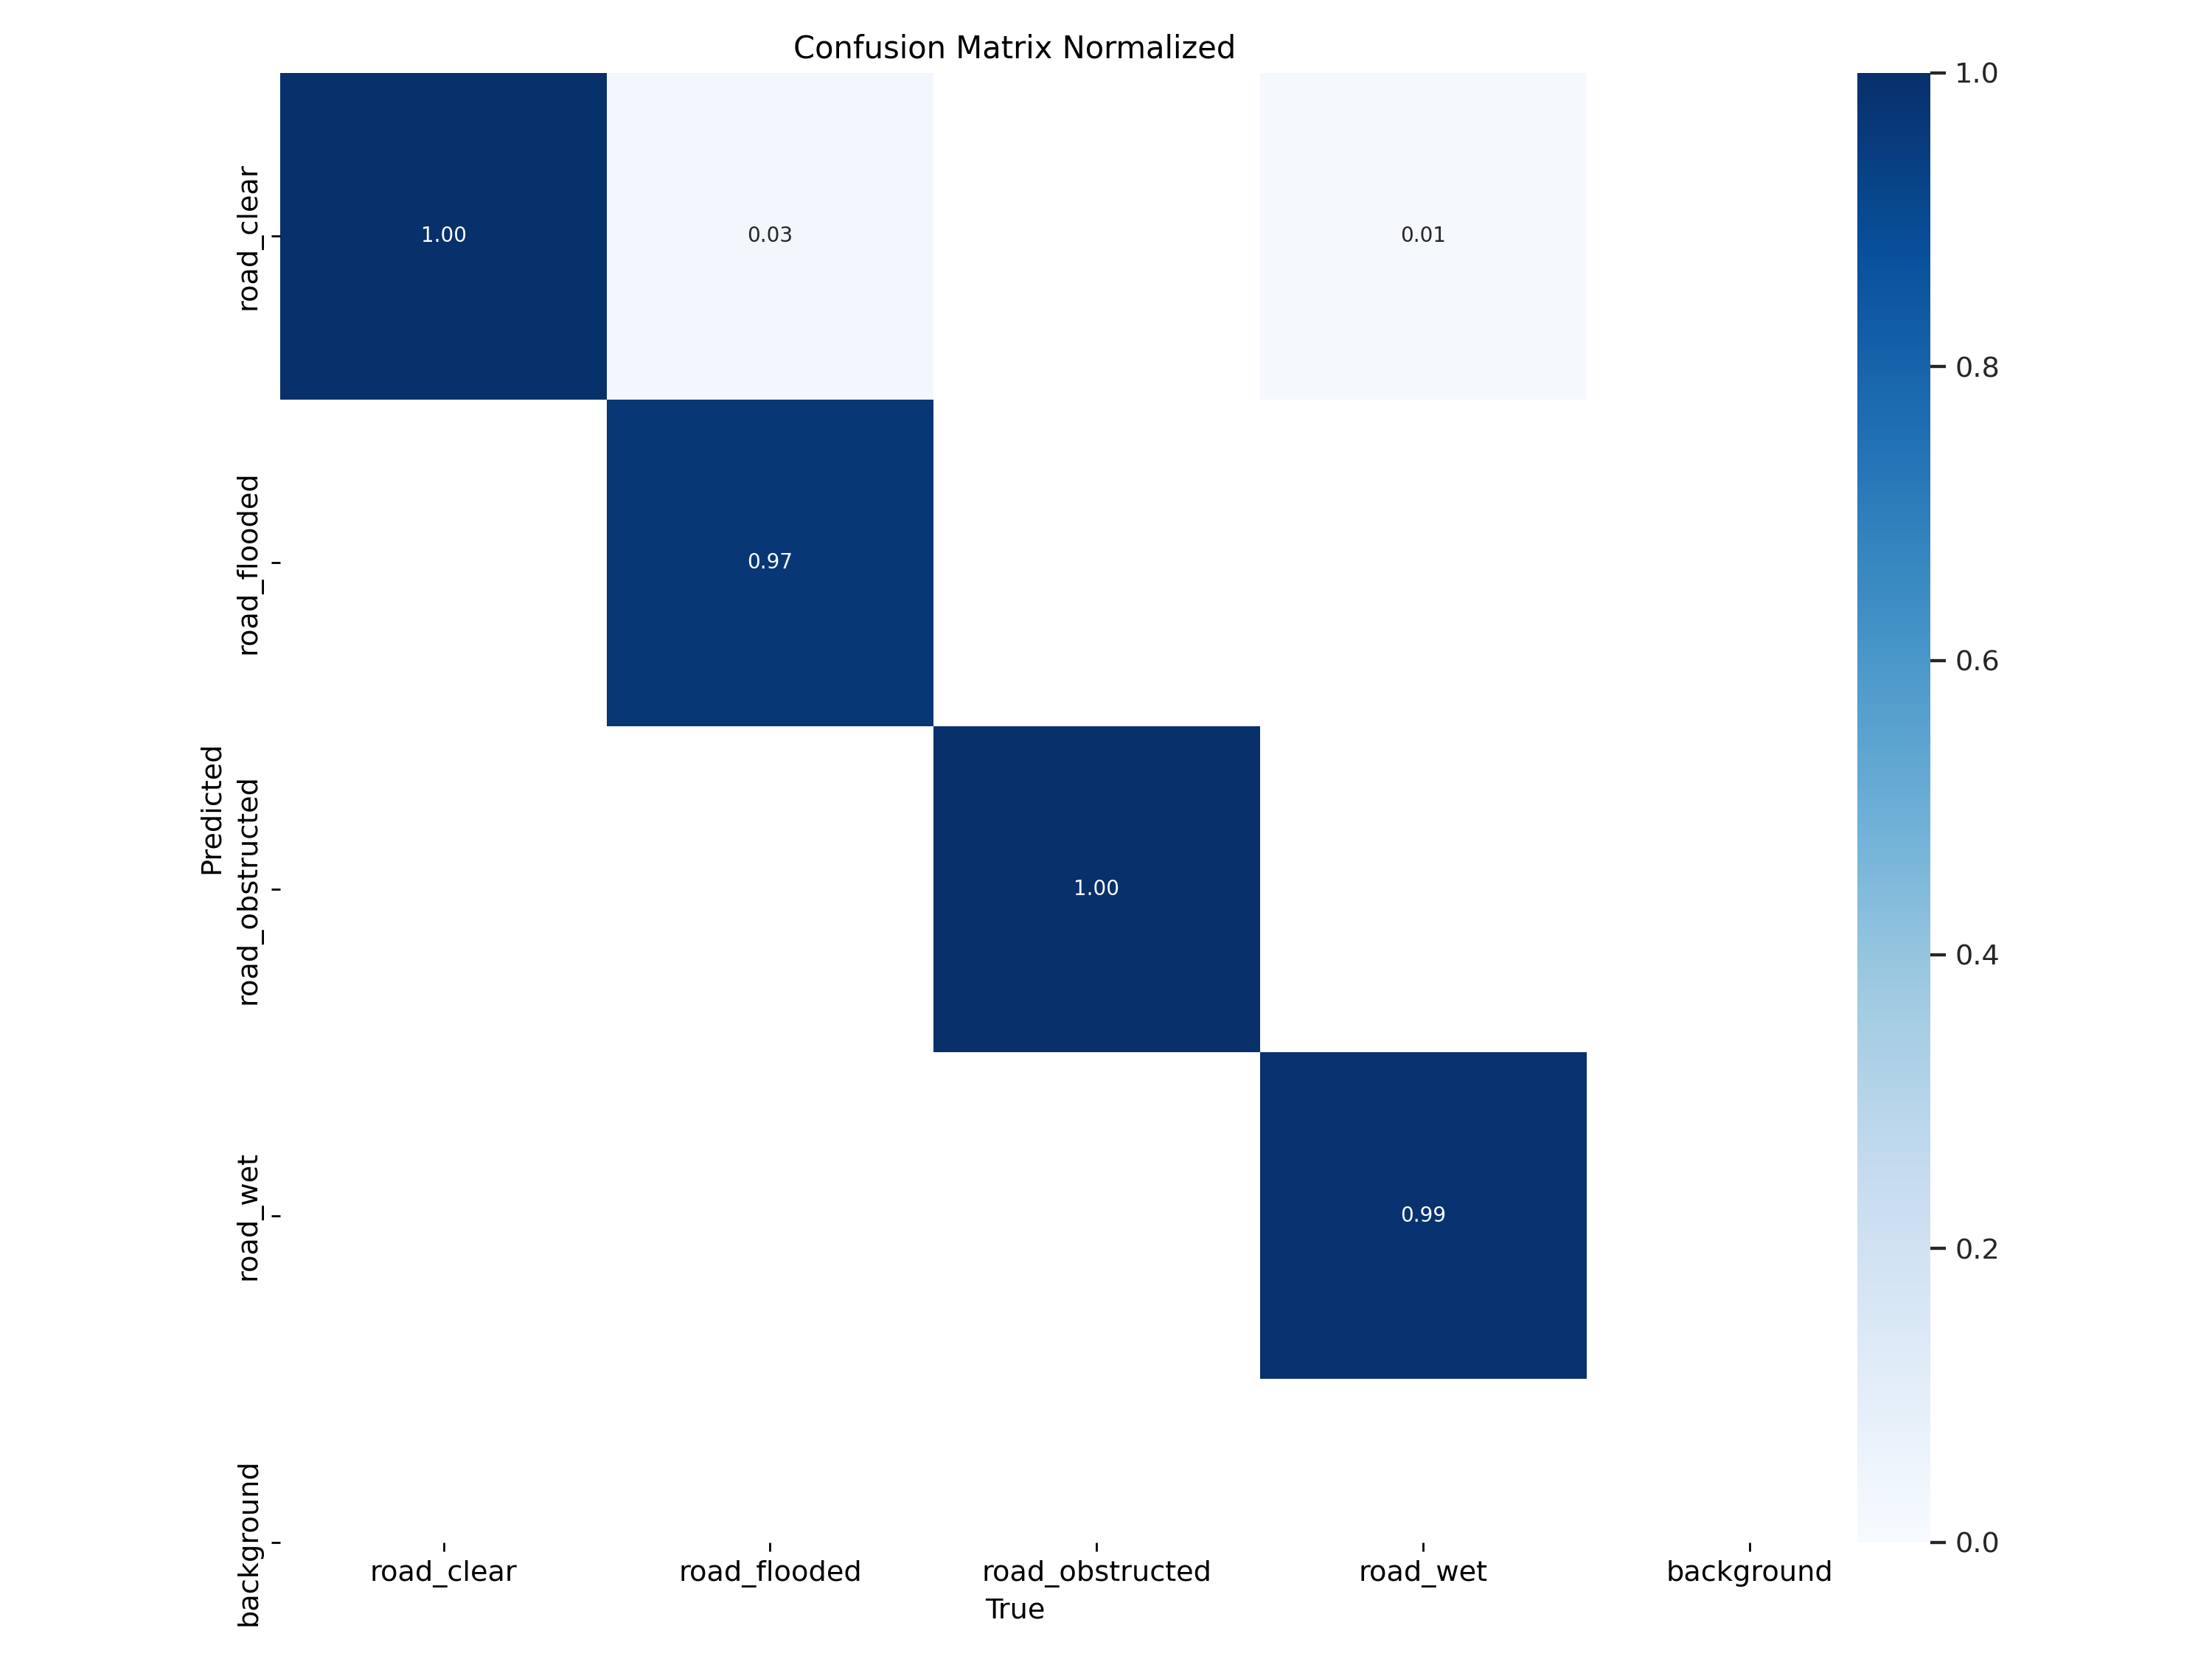 Confusion Matrix Normalized
road_clear
1.00
0.03
0.01
road_flooded
0.97
road_obstructed
1.00
road_wet
0.99
background
Predicted
road_clear road_flooded road_obstructed road_wet background
True
1.0
0.8
0.6
0.4
0.2
0.0